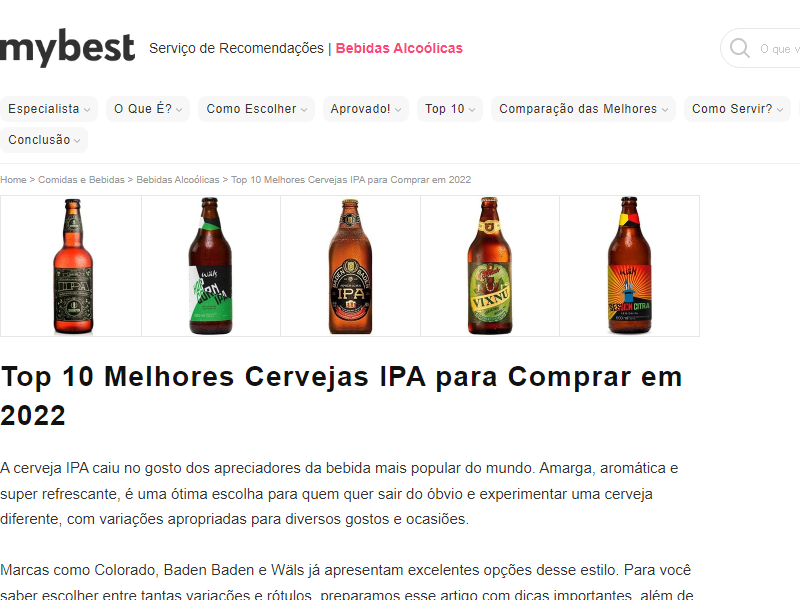 mybest Serviço de Recomendações | Bebidas Alcoólicas
O que v
Especialista O Que É? Como Escolher Aprovado! Top 10 Comparação das Melhores Como Servir?
Conclusão
Home > Comidas e Bebidas > Bebidas Alcoólicas > Top 10 Melhores Cervejas IPA para Comprar em 2022
IPA
Wäls
HOP
CORN
IPA
BADEN BADEN
IPA
VIXNU
Wäls
SESSION CITRA
Top 10 Melhores Cervejas IPA para Comprar em
2022
A cerveja IPA caiu no gosto dos apreciadores da bebida mais popular do mundo. Amarga, aromática e
super refrescante, é uma ótima escolha para quem quer sair do óbvio e experimentar uma cerveja
diferente, com variações apropriadas para diversos gostos e ocasiões.
Marcas como Colorado, Baden Baden e Wäls já apresentam excelentes opções desse estilo. Para você
saber escolher entre tantas variações e rótulos, preparamos esse artigo com dicas importantes, além de